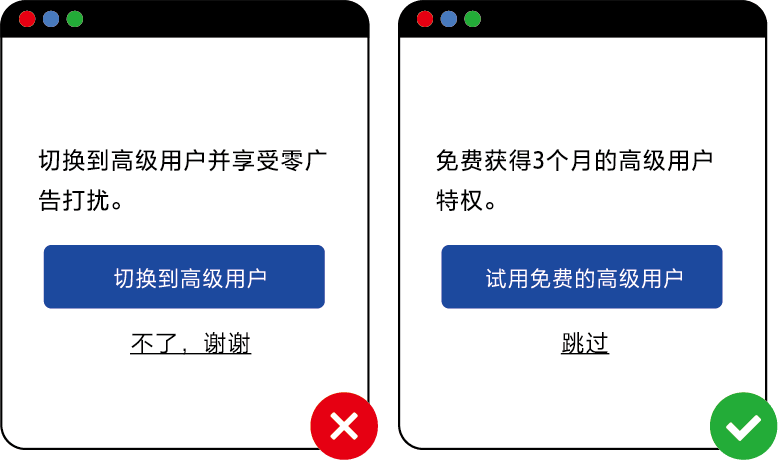 切换到高级用户并享受零广
告打扰。
切换到高级用户
不了，谢谢
免费获得3个月的高级用户
特权。
试用免费的高级用户
跳过